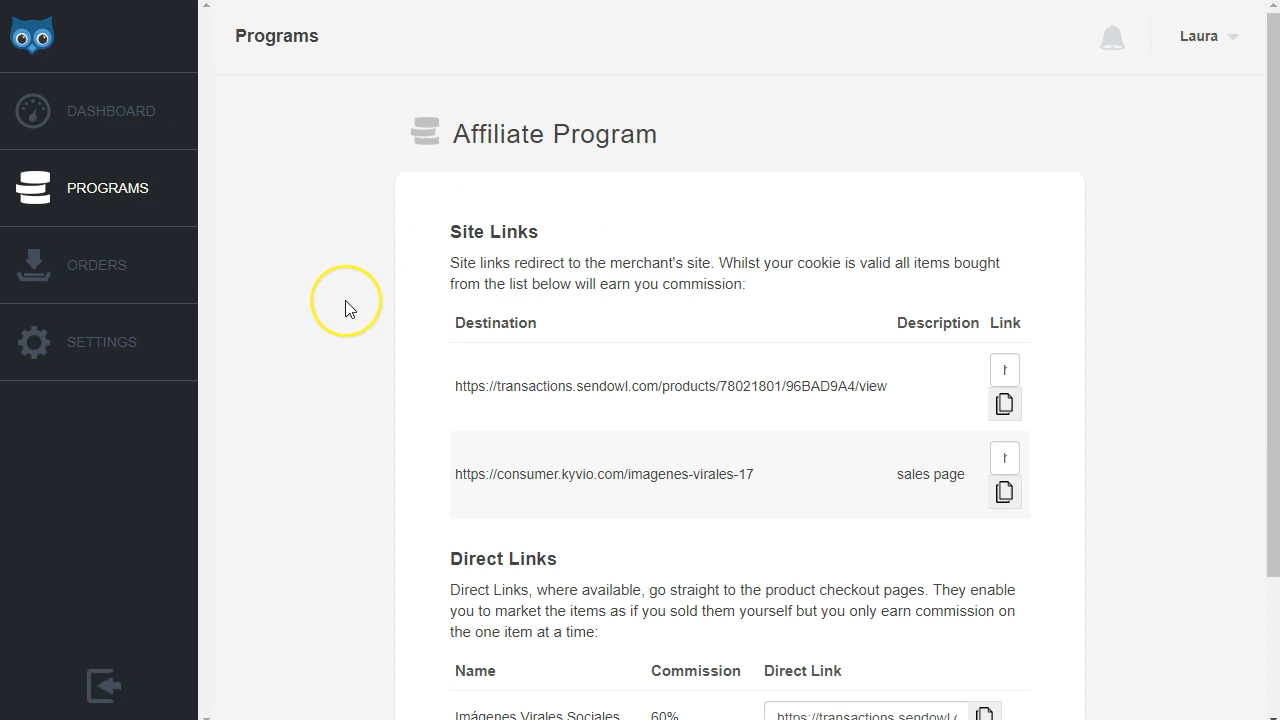 Programs
Laura
DASHBOARD
PROGRAMS
ORDERS
SETTINGS
Affiliate Program
Site Links
Site links redirect to the merchant's site. Whilst your cookie is valid all items bought
from the list below will earn you commission:
Destination Description Link
https://transactions.sendowl.com/products/78021801/96BAD9A4/view
https://consumer.kyvio.com/imagenes-virales-17 sales page
Direct Links
Direct Links, where available, go straight to the product checkout pages. They enable
you to market the items as if you sold them yourself but you only earn commission on
the one item at a time:
Name Commission Direct Link
Imágenes Virales Sociales 60% https://transactions.sendowl.